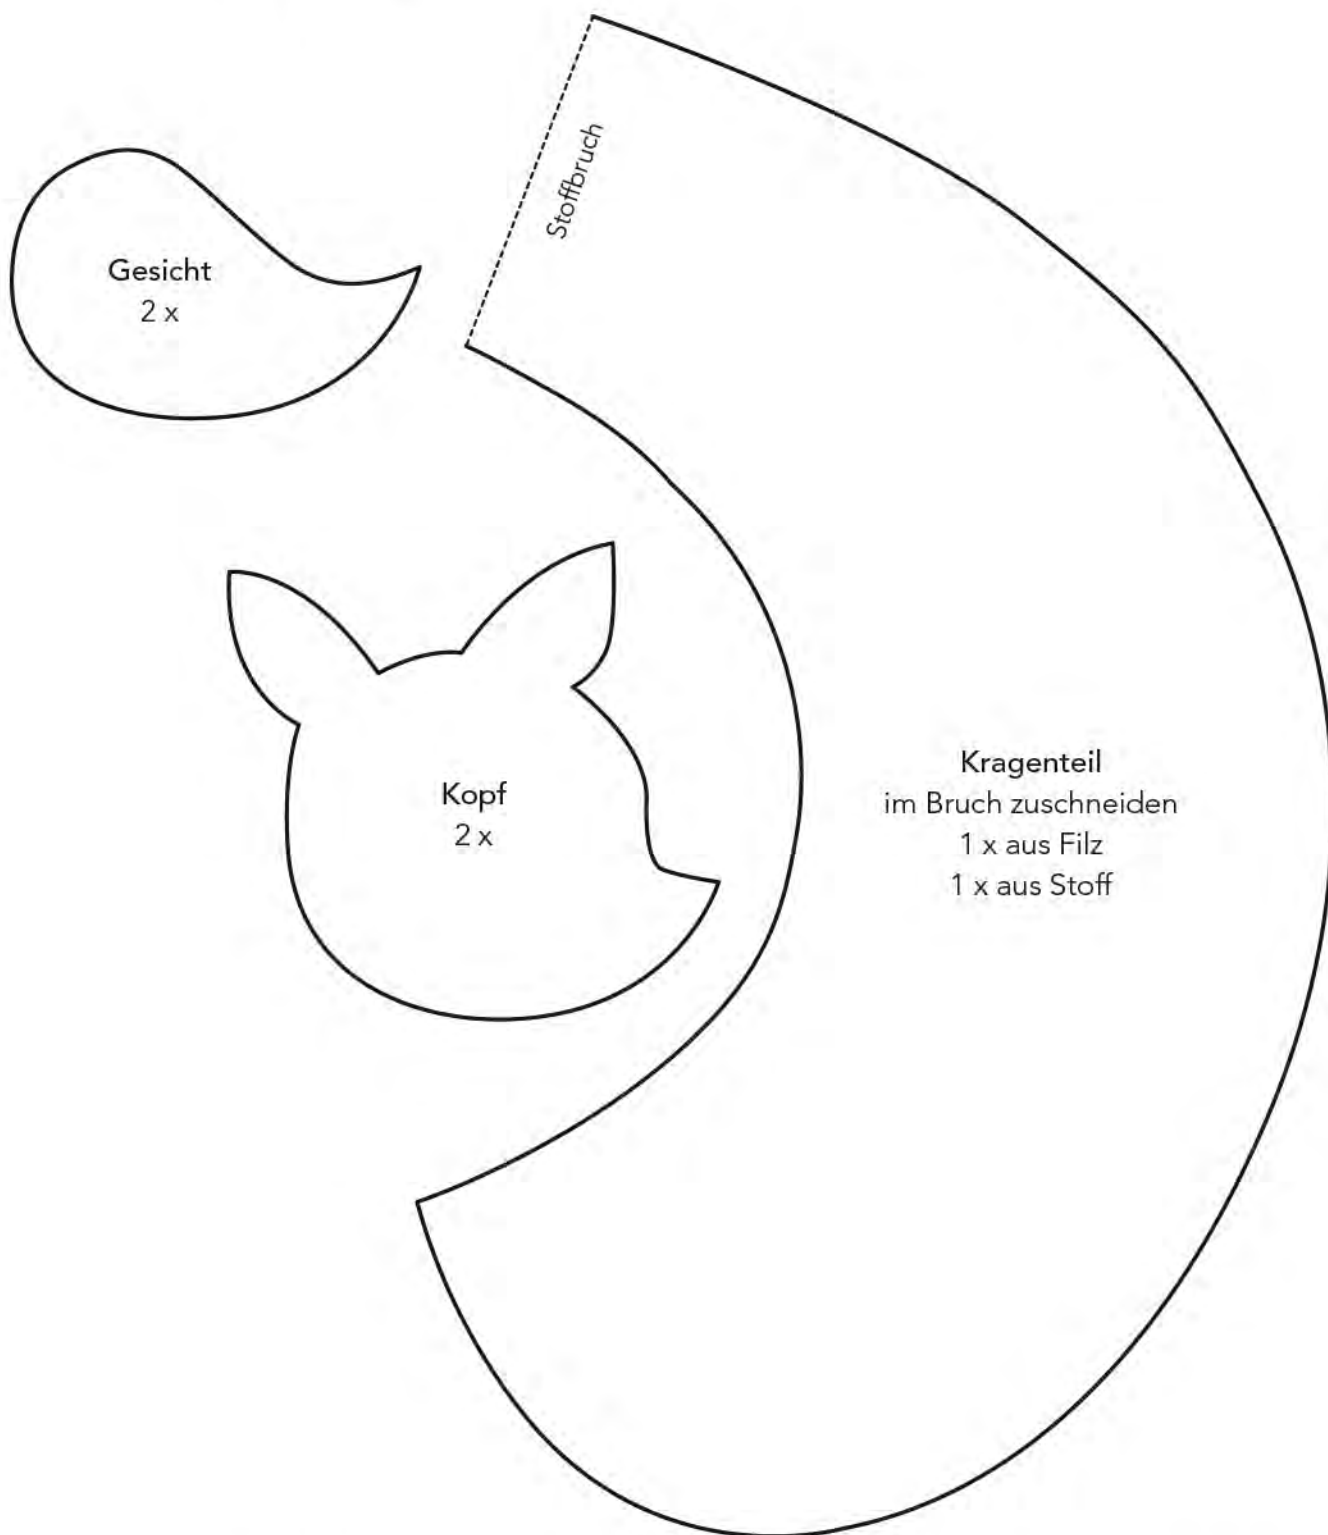 Stoffbruch
Gesicht
2 x
Kopf
2 x
Kragenteil
im Bruch zuschneiden
1 x aus Filz
1 x aus Stoff